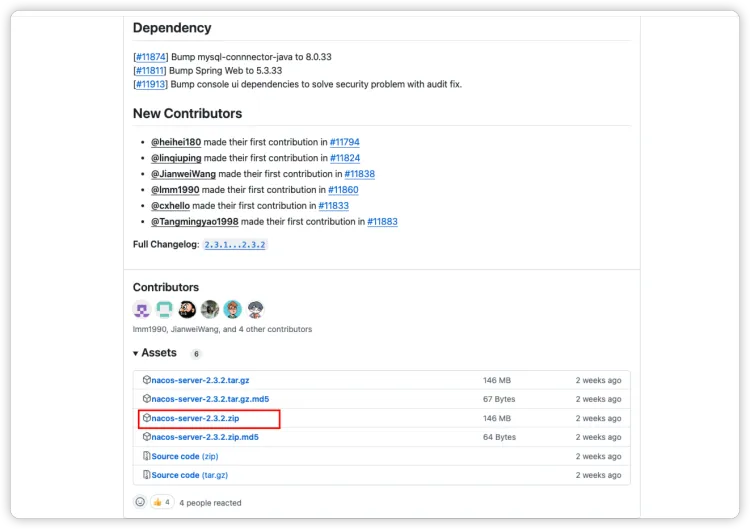 Dependency
[#11874] Bump mysql-connnector-java to 8.0.33
[#11811] Bump Spring Web to 5.3.33
[#11913] Bump console ui dependencies to solve security problem with audit fix.
New Contributors
• @heihei180 made their first contribution in #11794
• @linqiuping made their first contribution in #11824
• @JianweiWang made their first contribution in #11838
• @lmm1990 made their first contribution in #11860
• @cxhello made their first contribution in #11833
• @Tangmingyao1998 made their first contribution in #11883
Full Changelog: 2.3.1...2.3.2
Contributors
lmm1990, JianweiWang, and 4 other contributors
▾ Assets 6
nacos-server-2.3.2.tar.gz 146 MB 2 weeks ago
nacos-server-2.3.2.tar.gz.md5 67 Bytes 2 weeks ago
nacos-server-2.3.2.zip 146 MB 2 weeks ago
nacos-server-2.3.2.zip.md5 64 Bytes 2 weeks ago
Source code (zip) 2 weeks ago
Source code (tar.gz) 2 weeks ago
👍 4 4 people reacted